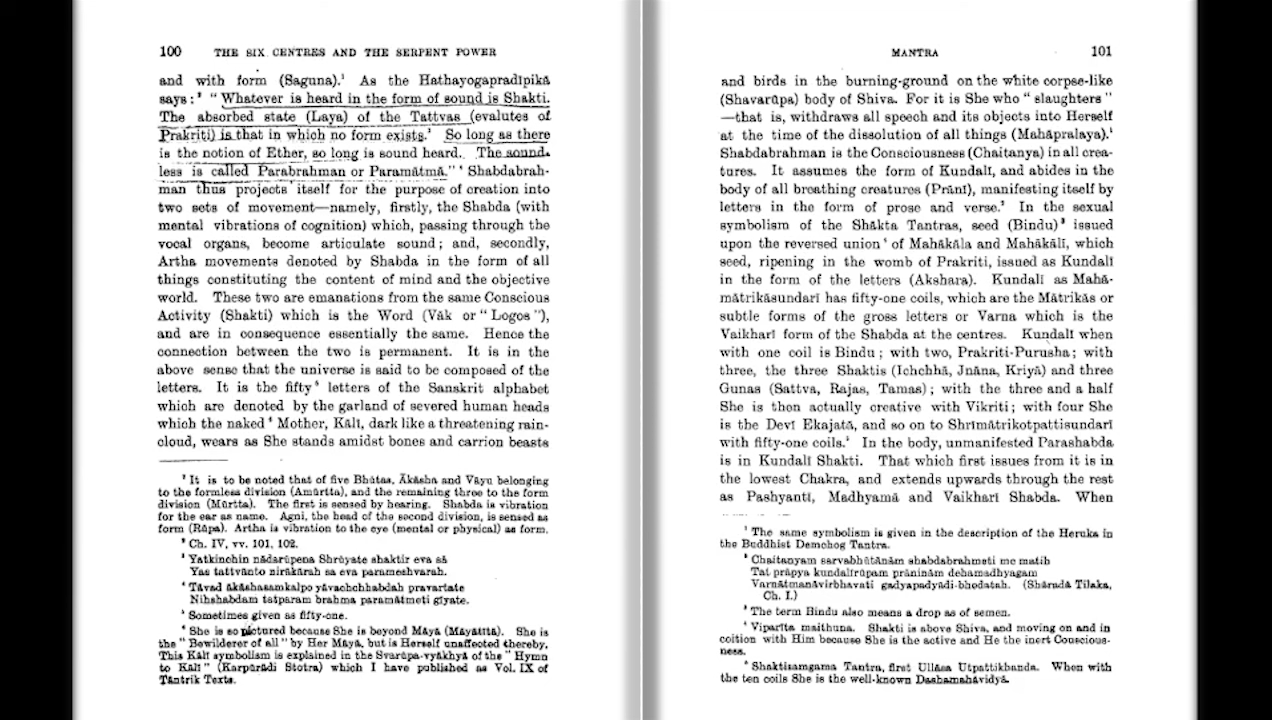 100 THE SIX CENTRES AND THE SERPENT POWER
and with form (Saguna).¹ As the Hathayogapradīpikā
says :² “ Whatever is heard in the form of sound is Shakti.
The absorbed state (Laya) of the Tattvas (evolutes of
Prakriti) is that in which no form exists.³ So long as there
is the notion of Ether, so long is sound heard. The sound-
less is called Parabrahman or Paramātmā.” ⁴ Shabdabrah-
man thus projects itself for the purpose of creation into
two sets of movement—namely, firstly, the Shabda (with
mental vibrations of cognition) which, passing through the
vocal organs, become articulate sound ; and, secondly,
Artha movements denoted by Shabda in the form of all
things constituting the content of mind and the objective
world. These two are emanations from the same Conscious
Activity (Shakti) which is the Word (Vāk or “ Logos ”),
and are in consequence essentially the same. Hence the
connection between the two is permanent. It is in the
above sense that the universe is said to be composed of the
letters. It is the fifty ⁵ letters of the Sanskrit alphabet
which are denoted by the garland of severed human heads
which the naked ⁶ Mother, Kālī, dark like a threatening rain-
cloud, wears as She stands amidst bones and carrion beasts
¹ It is to be noted that of five Bhūtas, Ākāsha and Vāyu belonging
to the formless division (Amūrtta), and the remaining three to the form
division (Mūrtta). The first is sensed by hearing. Shabda is vibration
for the ear as name. Agni, the head of the second division, is sensed as
form (Rūpa). Artha is vibration to the eye (mental or physical) as form.
² Ch. IV, vv. 101, 102.
³ Yatkinchin nādarūpena Shrūyate shaktir eva sā
Yas tattvānto nirākārah sa eva parameshvarah.
⁴ Tāvad ākāshasamkalpo yāvachchhabdah pravartate
Nihshabdam tatparam brahma paramātmeti gīyate.
⁵ Sometimes given as fifty-one.
⁶ She is so pictured because She is beyond Māyā (Māyātītā). She is
the “ Bewilderer of all ” by Her Māyā, but is Herself unaffected thereby.
This Kālī symbolism is explained in the Svarūpa-vyākhyā of the “ Hymn
to Kālī ” (Karpūrādi Stotra) which I have published as Vol. IX of
Tāntrik Texts.
MANTRA 101
and birds in the burning-ground on the white corpse-like
(Shavarūpa) body of Shiva. For it is She who “ slaughters ”
—that is, withdraws all speech and its objects into Herself
at the time of the dissolution of all things (Mahāpralaya).¹
Shabdabrahman is the Consciousness (Chaitanya) in all crea-
tures. It assumes the form of Kundalī, and abides in the
body of all breathing creatures (Prānī), manifesting itself by
letters in the form of prose and verse.² In the sexual
symbolism of the Shākta Tantras, seed (Bindu) ³ issued
upon the reversed union ⁴ of Mahākāla and Mahākālī, which
seed, ripening in the womb of Prakriti, issued as Kundalī
in the form of the letters (Akshara). Kundalī as Mahā-
mātrikāsundarī has fifty-one coils, which are the Mātrikās or
subtle forms of the gross letters or Varna which is the
Vaikharī form of the Shabda at the centres. Kundalī when
with one coil is Bindu ; with two, Prakriti-Purusha ; with
three, the three Shaktis (Ichchhā, Jnāna, Kriyā) and three
Gunas (Sattva, Rajas, Tamas) ; with the three and a half
She is then actually creative with Vikriti ; with four She
is the Devī Ekajatā, and so on to Shrīmātrikotpattisundarī
with fifty-one coils.⁵ In the body, unmanifested Parashabda
is in Kundalī Shakti. That which first issues from it is in
the lowest Chakra, and extends upwards through the rest
as Pashyantī, Madhyamā and Vaikharī Shabda. When
¹ The same symbolism is given in the description of the Heruka in
the Buddhist Demchog Tantra.
² Chaitanyam sarvabhūtānām shabdabrahmeti me matih
Tat prāpya kundalīrūpam prāninām dehamadhyagam
Varnātmanāvirbhavati gadyapadyādi-bhedatah. (Shāradā Tilaka,
Ch. I.)
³ The term Bindu also means a drop as of semen.
⁴ Viparīta maithuna. Shakti is above Shiva, and moving on and in
coition with Him because She is the active and He the inert Conscious-
ness.
⁵ Shaktisamgama Tantra, first Ullāsa Utpattikhanda. When with
the ten coils She is the well-known Dashamahāvidyā.